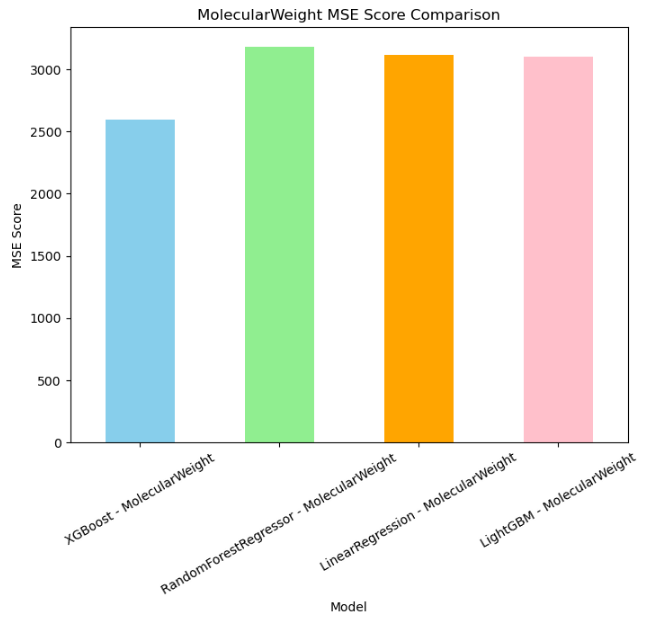 MolecularWeight MSE Score Comparison
MSE Score
3000
2500
2000
1500
1000
500
0
XGBoost - MolecularWeight
RandomForestRegressor - MolecularWeight
LinearRegression - MolecularWeight
LightGBM - MolecularWeight
Model